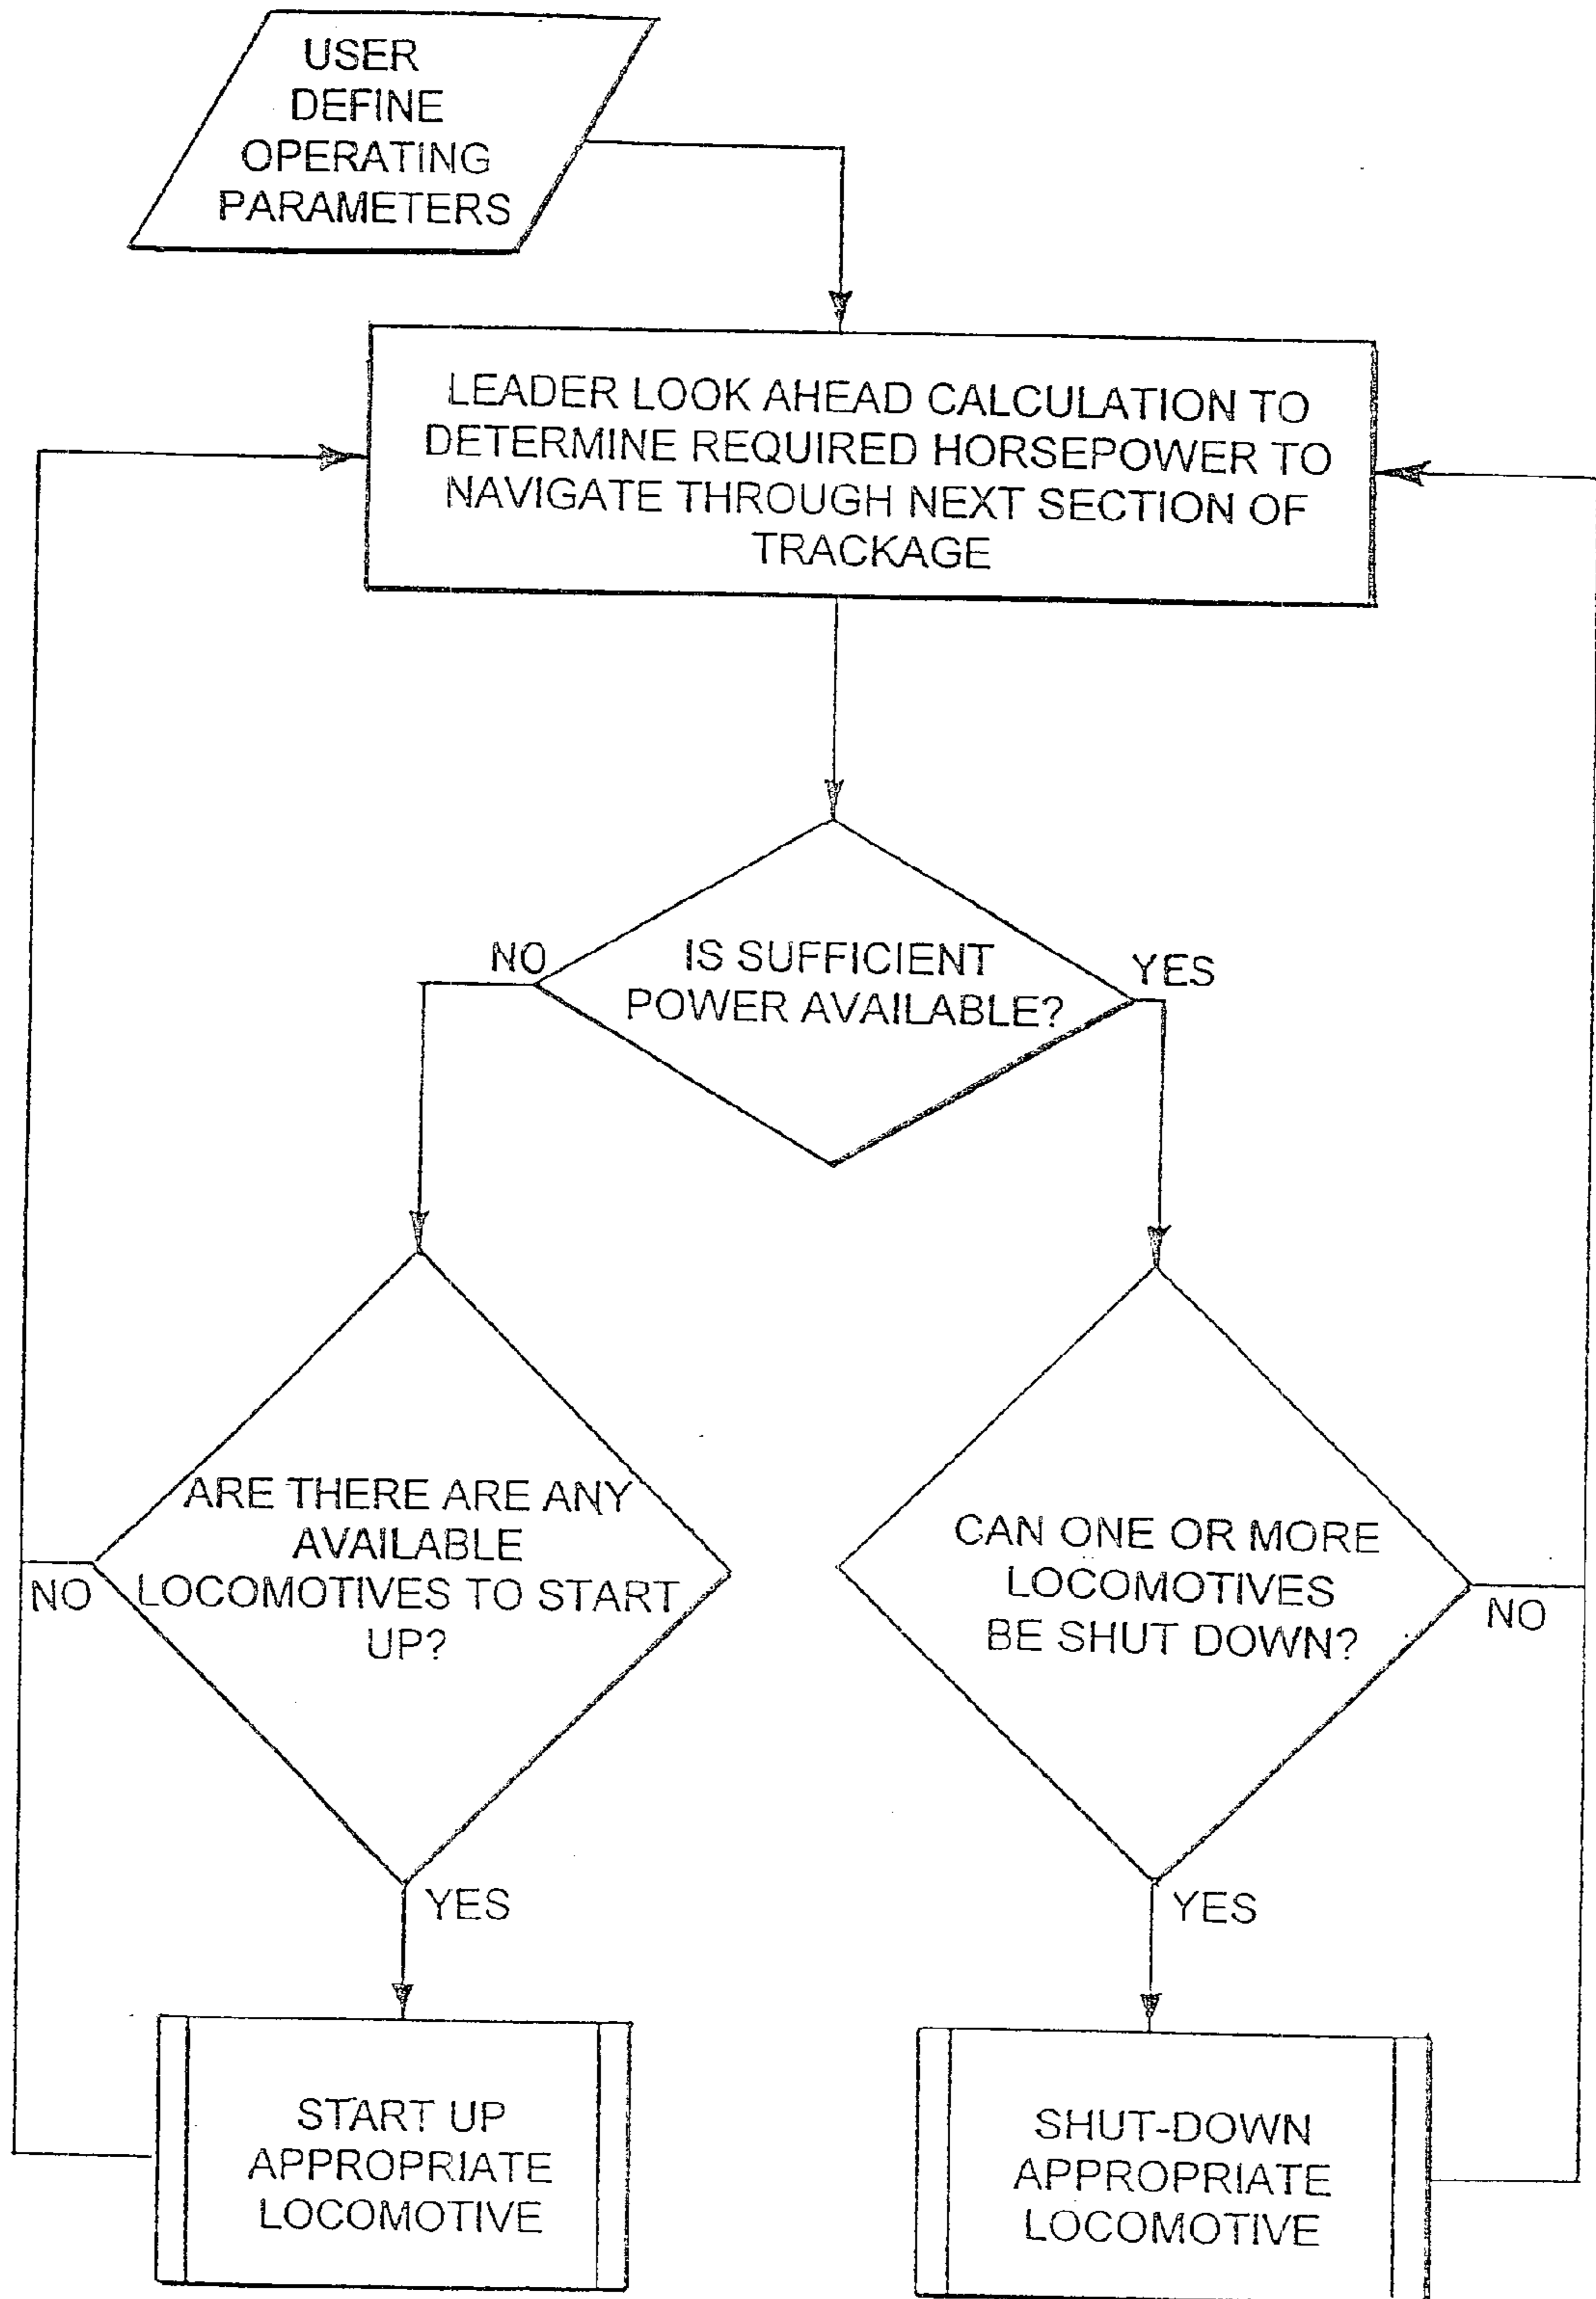 USER
DEFINE
OPERATING
PARAMETERS
LEADER LOOK AHEAD CALCULATION TO
DETERMINE REQUIRED HORSEPOWER TO
NAVIGATE THROUGH NEXT SECTION OF
TRACKAGE
NO
IS SUFFICIENT
POWER AVAILABLE?
YES
ARE THERE ARE ANY
AVAILABLE
LOCOMOTIVES TO START
UP?
NO
CAN ONE OR MORE
LOCOMOTIVES
BE SHUT DOWN?
NO
YES
YES
START UP
APPROPRIATE
LOCOMOTIVE
SHUT-DOWN
APPROPRIATE
LOCOMOTIVE